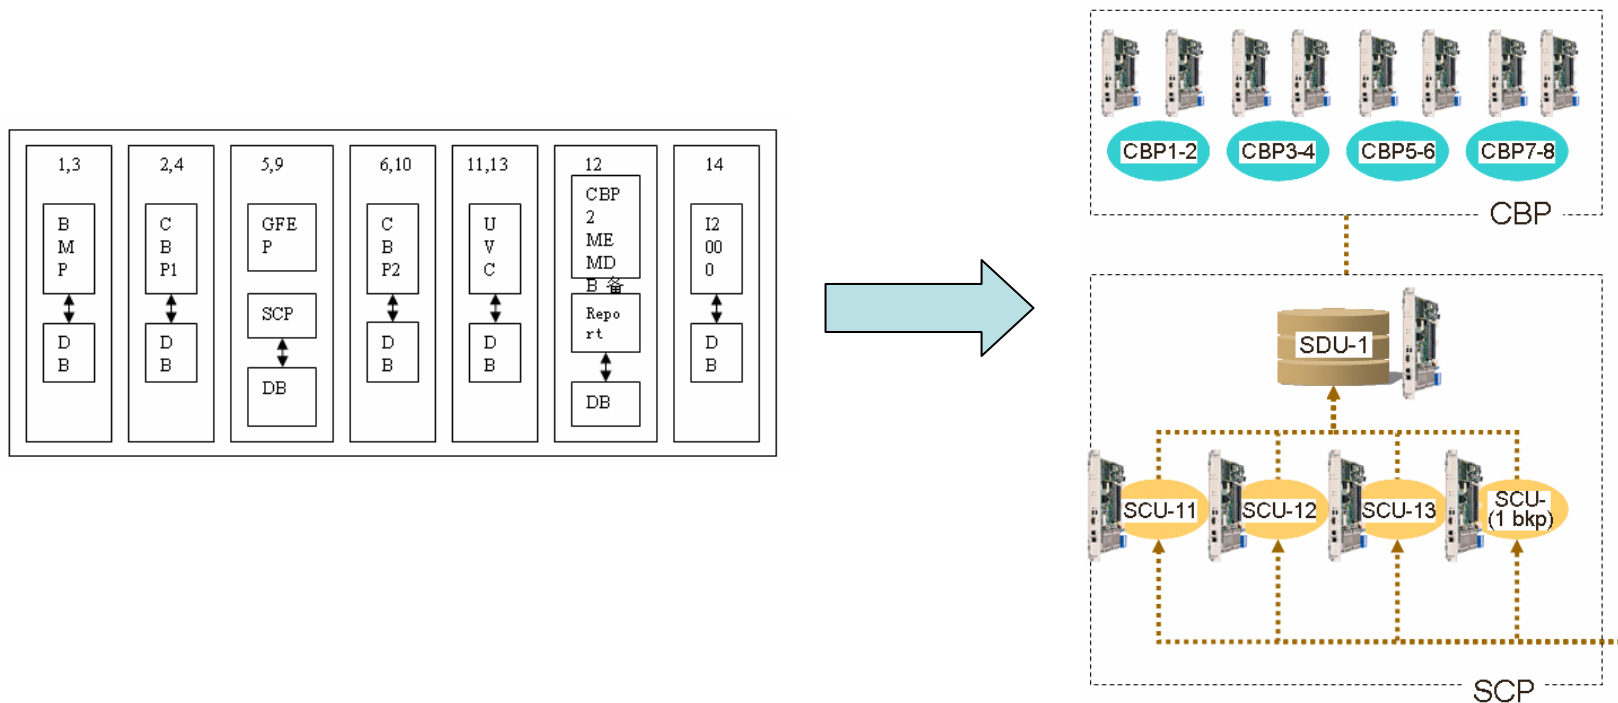 1,3
B
M
P
D
B
2,4
C
B
P1
D
B
5,9
GFE
P
SCP
DB
6,10
C
B
P2
D
B
11,13
U
V
C
D
B
12
CBP
2
ME
MD
B 备
Repo
rt
DB
14
I2
00
0
D
B
CBP1-2
CBP3-4
CBP5-6
CBP7-8
CBP
SDU-1
SCU-11
SCU-12
SCU-13
SCU-
(1 bkp)
SCP